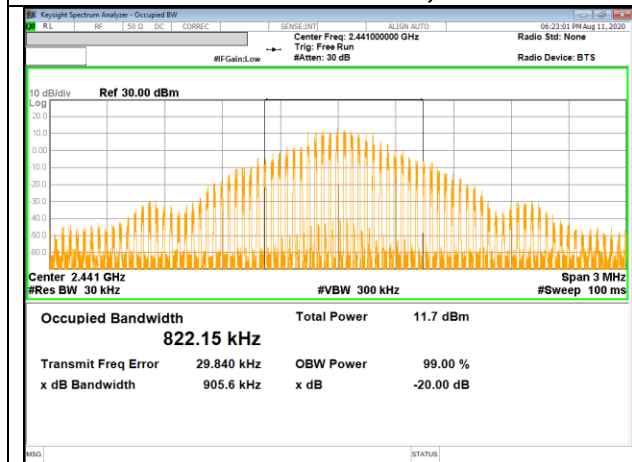 Keysight Spectrum Analyzer - Occupied BW
RL RF 50 Ω DC CORREC SENSE:INT ALIGN AUTO 06:23:01 PM Aug 11, 2020
Center Freq: 2.441000000 GHz Radio Std: None
Trig: Free Run
#IFGain:Low #Atten: 30 dB Radio Device: BTS
10 dB/div Ref 30.00 dBm
Log
20.0
10.0
0.00
-10.0
-20.0
-30.0
-40.0
-50.0
-60.0
Center 2.441 GHz Span 3 MHz
#Res BW 30 kHz #VBW 300 kHz #Sweep 100 ms
Occupied Bandwidth Total Power 11.7 dBm
822.15 kHz
Transmit Freq Error 29.840 kHz OBW Power 99.00 %
x dB Bandwidth 905.6 kHz x dB -20.00 dB
MSG STATUS